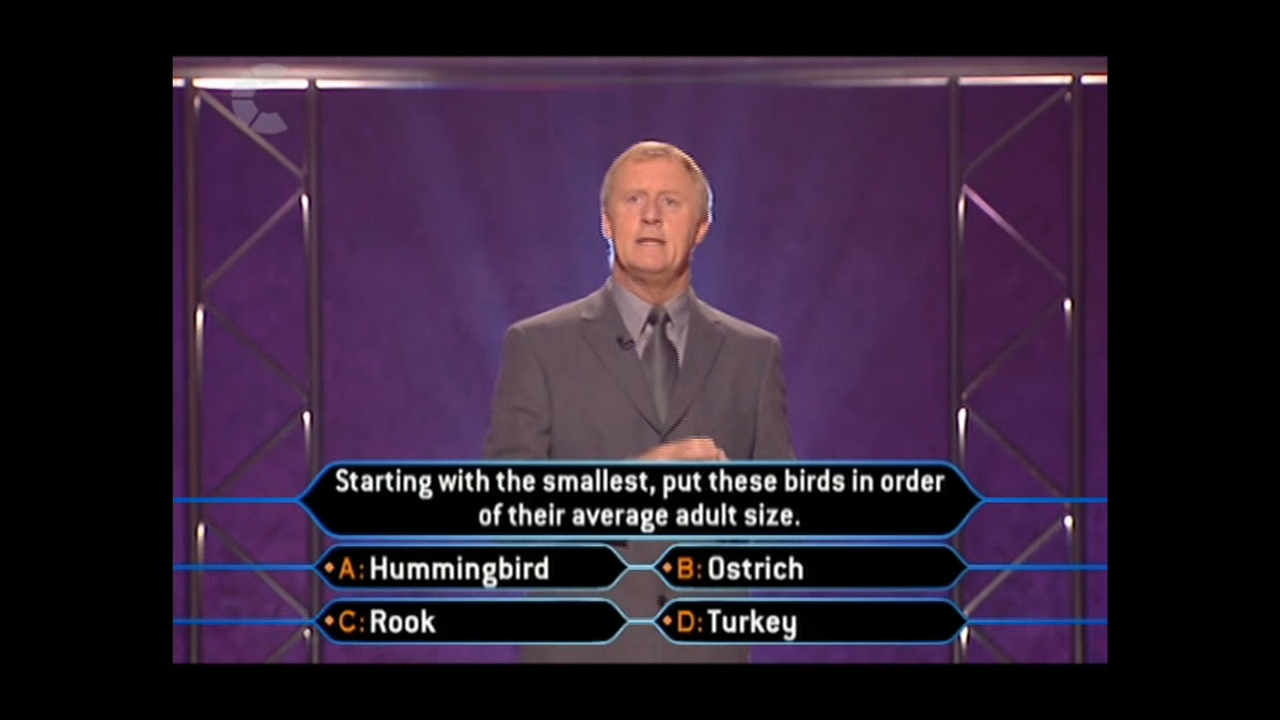 Starting with the smallest, put these birds in order
of their average adult size.
A: Hummingbird
B: Ostrich
C: Rook
D: Turkey